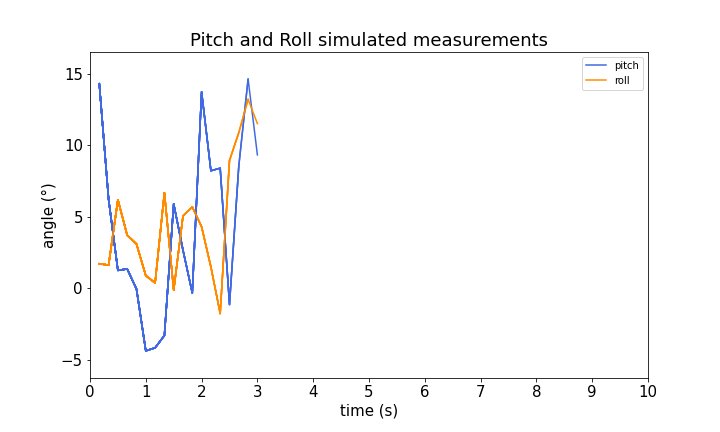 Pitch and Roll simulated measurements
pitch
roll
15
10
5
0
−5
angle (°)
0 1 2 3 4 5 6 7 8 9 10
time (s)